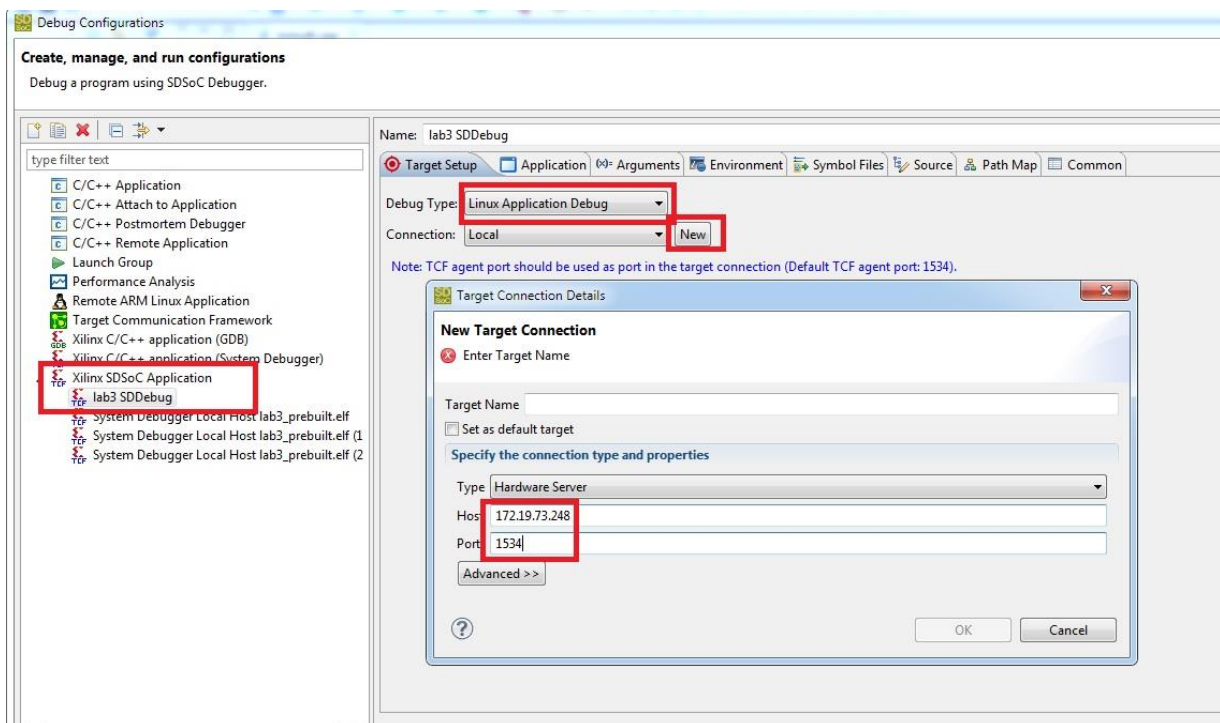 Debug Configurations
Create, manage, and run configurations
Debug a program using SDSoC Debugger.
type filter text
C/C++ Application
C/C++ Attach to Application
C/C++ Postmortem Debugger
C/C++ Remote Application
Launch Group
Performance Analysis
Remote ARM Linux Application
Target Communication Framework
Xilinx C/C++ application (GDB)
Xilinx C/C++ application (System Debugger)
Xilinx SDSoC Application
lab3 SDDebug
System Debugger Local Host lab3_prebuilt.elf
System Debugger Local Host lab3_prebuilt.elf (1
System Debugger Local Host lab3_prebuilt.elf (2
Name: lab3 SDDebug
Target Setup Application (x)= Arguments Environment Symbol Files Source Path Map Common
Debug Type: Linux Application Debug
Connection: Local New
Note: TCF agent port should be used as port in the target connection (Default TCF agent port: 1534).
Target Connection Details
New Target Connection
Enter Target Name
Target Name
Set as default target
Specify the connection type and properties
Type Hardware Server
Host 172.19.73.248
Port 1534
Advanced >>
OK Cancel